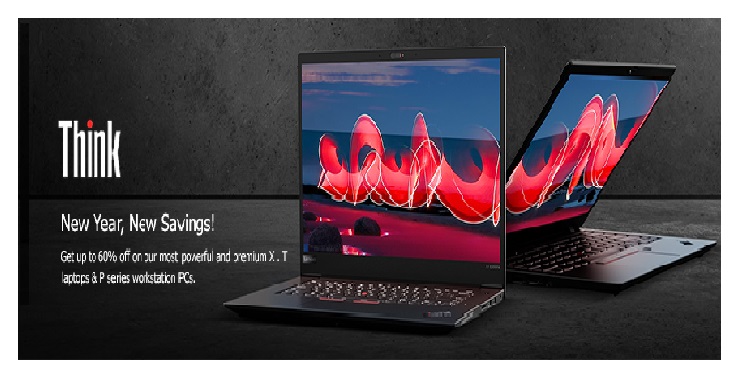 Think
New Year, New Savings!
Get up to 60% off on our most powerful and premium X , T
laptops & P series workstation PCs.